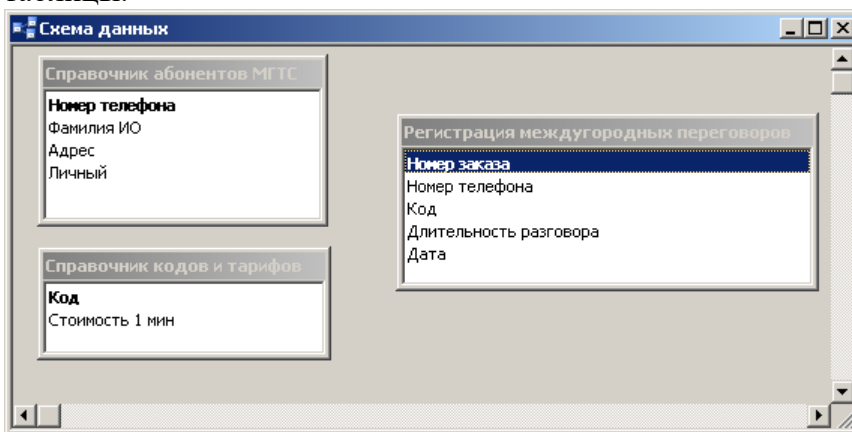 Схема данных
Справочник абонентов МГТС
Номер телефона
Фамилия ИО
Адрес
Личный
Регистрация междугородных переговоров
Номер заказа
Номер телефона
Код
Длительность разговора
Дата
Справочник кодов и тарифов
Код
Стоимость 1 мин